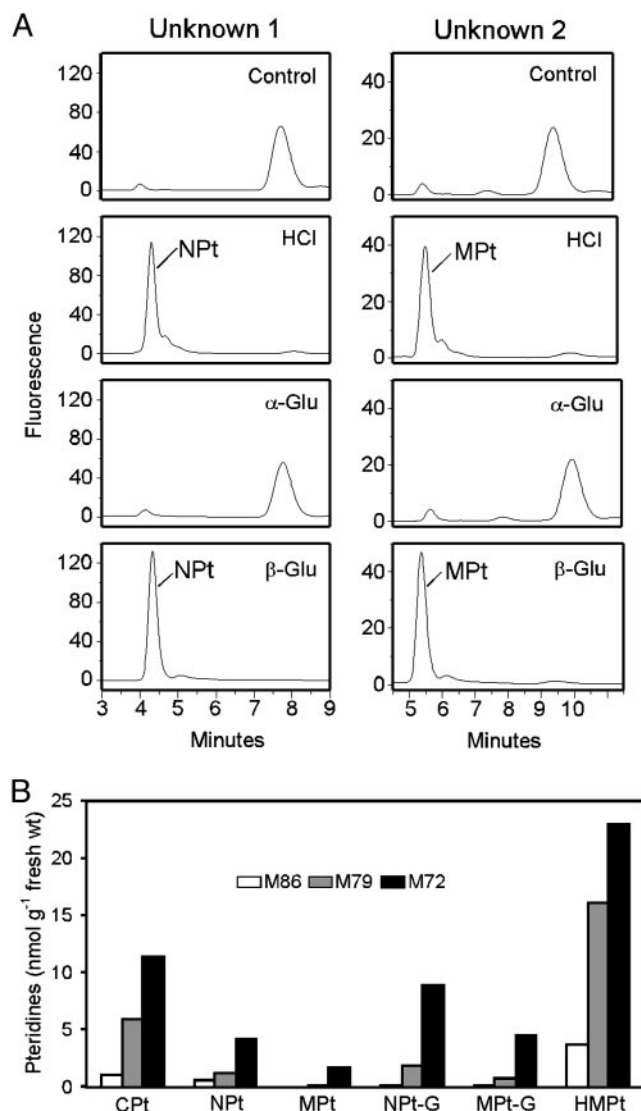 A
Unknown 1
Unknown 2
Control
120
80
40
0
Control
40
20
0
HCl
NPt
120
80
40
0
HCl
MPt
40
20
0
Fluorescence
α-Glu
120
80
40
0
α-Glu
40
20
0
β-Glu
NPt
120
80
40
0
β-Glu
MPt
40
20
0
3 4 5 6 7 8 9
5 6 7 8 9 10
Minutes
Minutes
B
Pteridines (nmol g-1 fresh wt)
25
20
15
10
5
0
M86 M79 M72
CPt NPt MPt NPt-G MPt-G HMPt